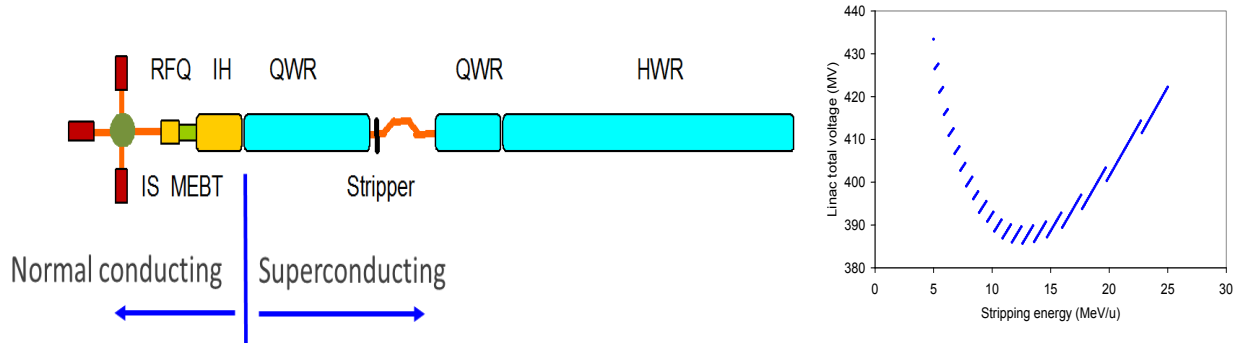 RFQ IH QWR QWR HWR
IS MEBT Stripper
Normal conducting Superconducting
440
430
420
410
400
390
380
Linac total voltage (MV)
0 5 10 15 20 25 30
Stripping energy (MeV/u)